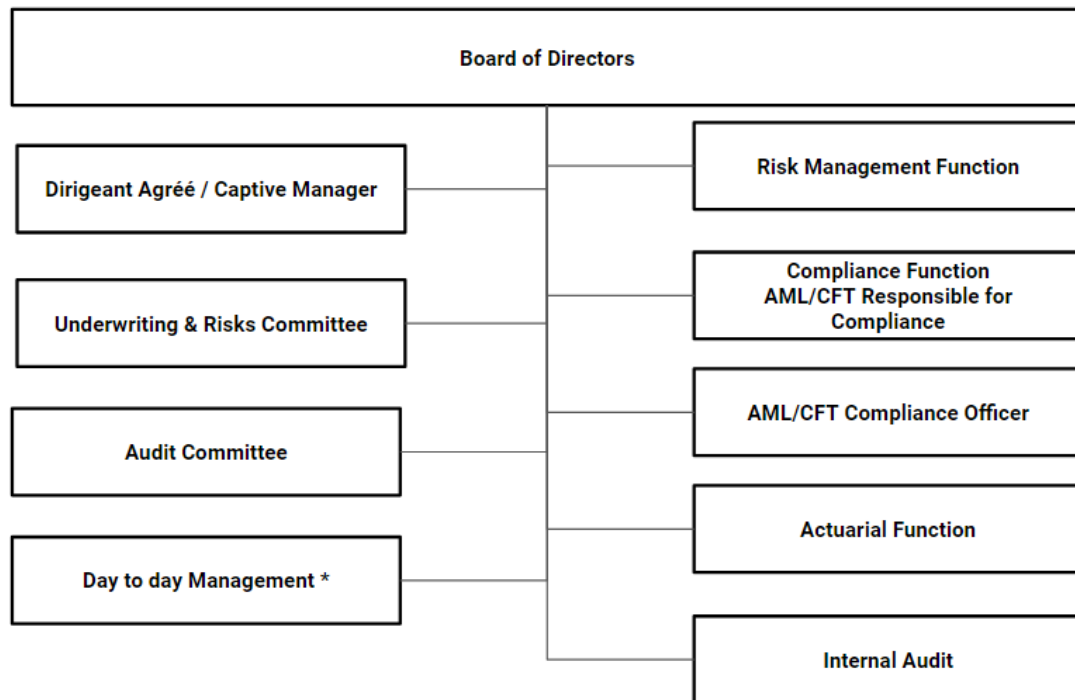 Board of Directors
Dirigeant Agréé / Captive Manager
Underwriting & Risks Committee
Audit Committee
Day to day Management *
Risk Management Function
Compliance Function
AML/CFT Responsible for
Compliance
AML/CFT Compliance Officer
Actuarial Function
Internal Audit